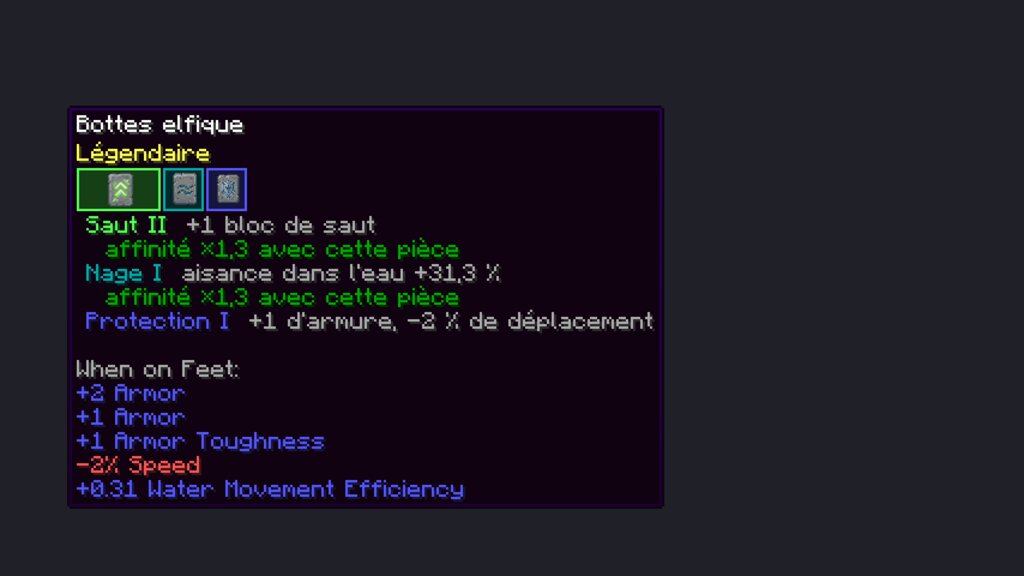 Bottes elfique
Légendaire
Saut II +1 bloc de saut
affinité ×1,3 avec cette pièce
Nage I aisance dans l'eau +31,3 %
affinité ×1,3 avec cette pièce
Protection I +1 d'armure, -2 % de déplacement
When on Feet:
+2 Armor
+1 Armor
+1 Armor Toughness
-2% Speed
+0.31 Water Movement Efficiency